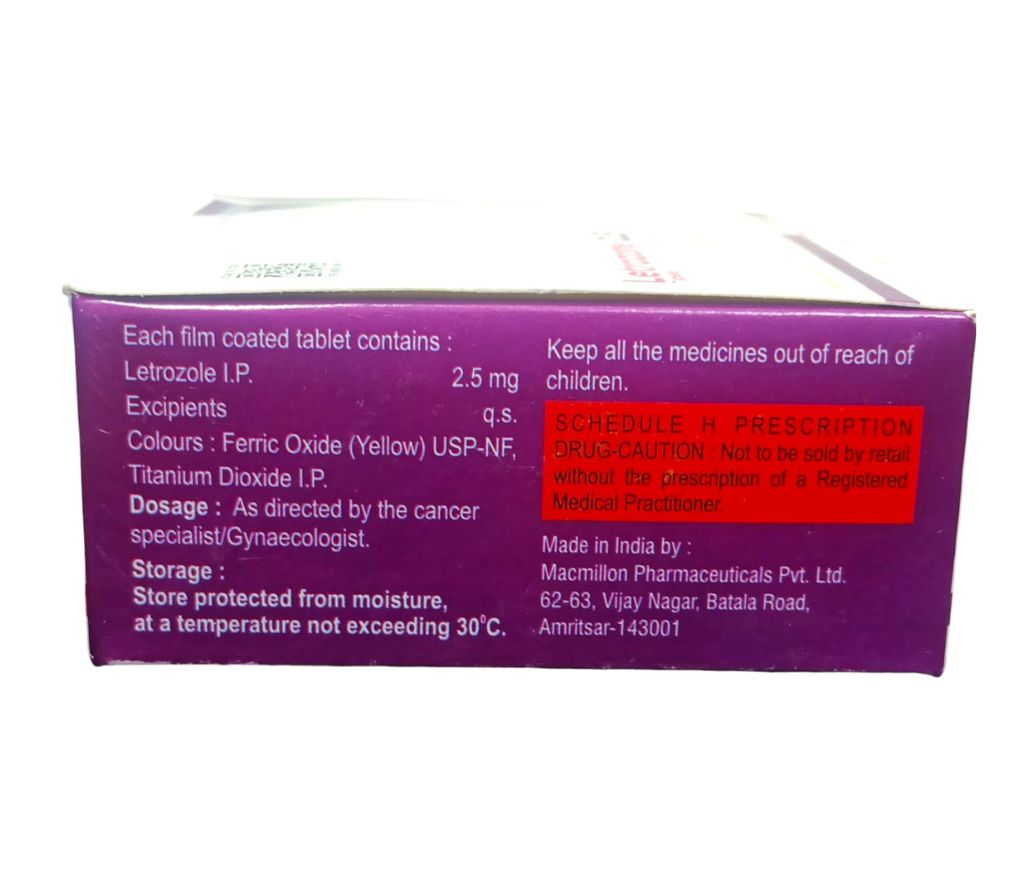 Each film coated tablet contains :
Letrozole I.P. 2.5 mg
Excipients q.s.
Colours : Ferric Oxide (Yellow) USP-NF,
Titanium Dioxide I.P.
Dosage : As directed by the cancer
specialist/Gynaecologist.
Storage :
Store protected from moisture,
at a temperature not exceeding 30°C.
Keep all the medicines out of reach of
children.
SCHEDULE H PRESCRIPTION
DRUG-CAUTION : Not to be sold by retail
without the prescription of a Registered
Medical Practitioner.
Made in India by :
Macmillon Pharmaceuticals Pvt. Ltd.
62-63, Vijay Nagar, Batala Road,
Amritsar-143001